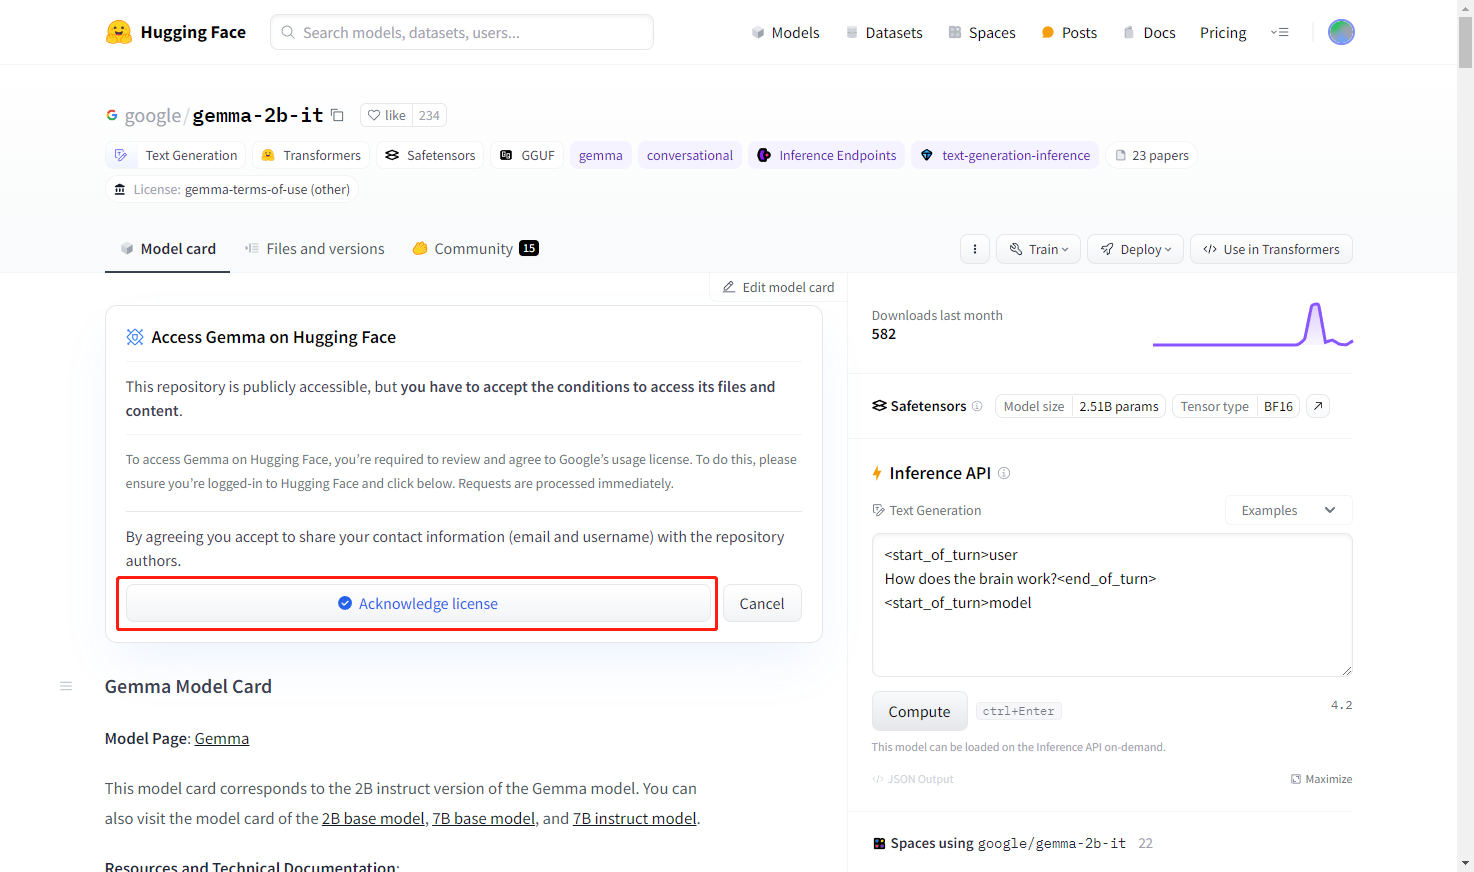 Hugging Face
Search models, datasets, users...
Models
Datasets
Spaces
Posts
Docs
Pricing
google/gemma-2b-it
like 234
Text Generation
Transformers
Safetensors
GGUF
gemma
conversational
Inference Endpoints
text-generation-inference
23 papers
License: gemma-terms-of-use (other)
Model card
Files and versions
Community 15
Train
Deploy
</> Use in Transformers
Edit model card
Access Gemma on Hugging Face
This repository is publicly accessible, but you have to accept the conditions to access its files and
content.
To access Gemma on Hugging Face, you're required to review and agree to Google's usage license. To do this, please
ensure you're logged-in to Hugging Face and click below. Requests are processed immediately.
By agreeing you accept to share your contact information (email and username) with the repository
authors.
Acknowledge license
Cancel
Gemma Model Card
Model Page: Gemma
This model card corresponds to the 2B instruct version of the Gemma model. You can
also visit the model card of the 2B base model, 7B base model, and 7B instruct model.
Resources and Technical Documentation:
Downloads last month
582
Safetensors
Model size 2.51B params
Tensor type BF16
Inference API
Text Generation
Examples
<start_of_turn>user
How does the brain work?<end_of_turn>
<start_of_turn>model
Compute
ctrl+Enter
4.2
This model can be loaded on the Inference API on-demand.
</> JSON Output
Maximize
Spaces using google/gemma-2b-it 22